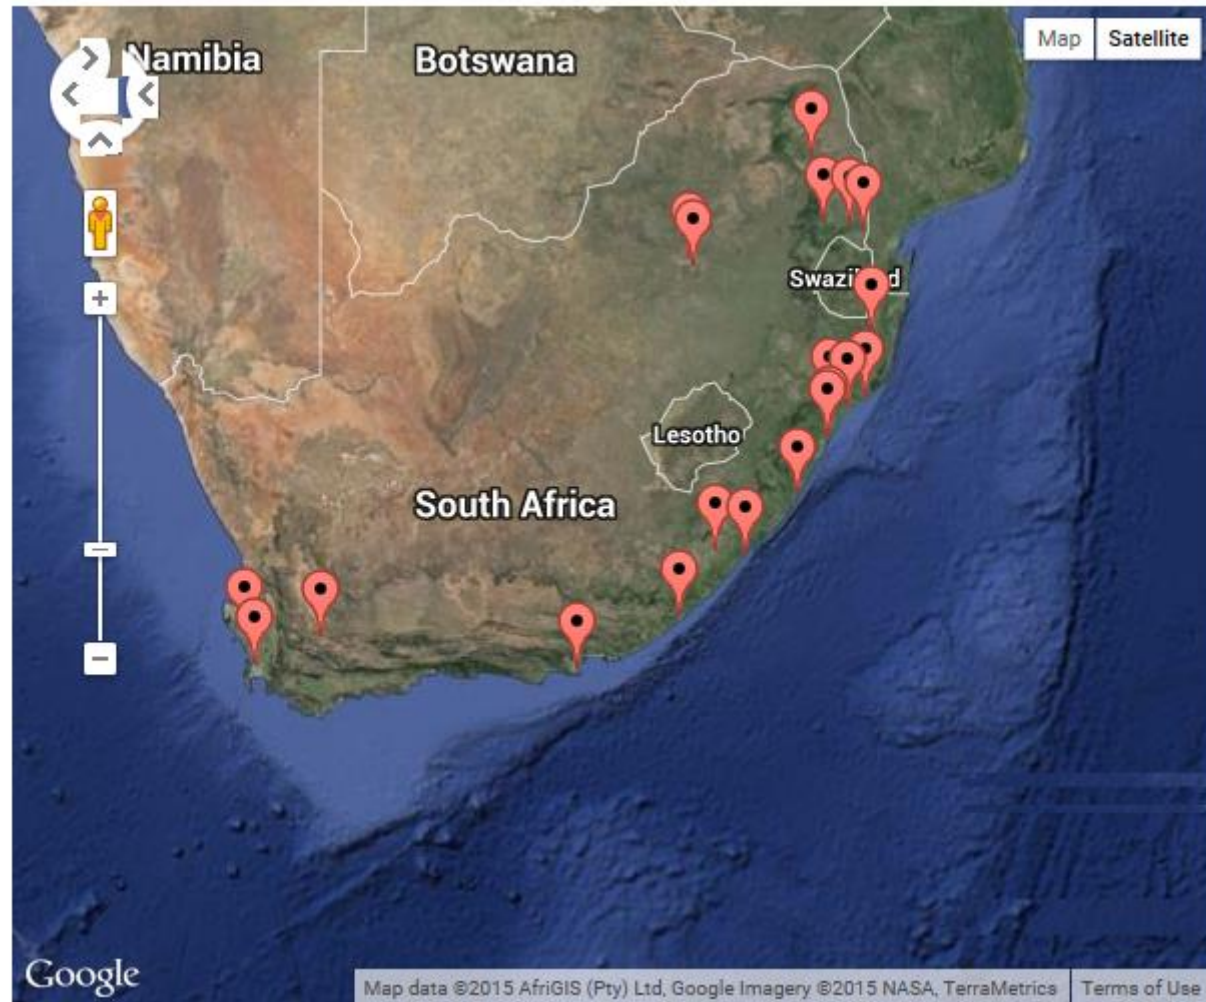 Namibia
Botswana
Map
Satellite
Lesotho
South Africa
Google
Map data ©2015 AfriGIS (Pty) Ltd, Google Imagery ©2015 NASA, TerraMetrics
Terms of Use